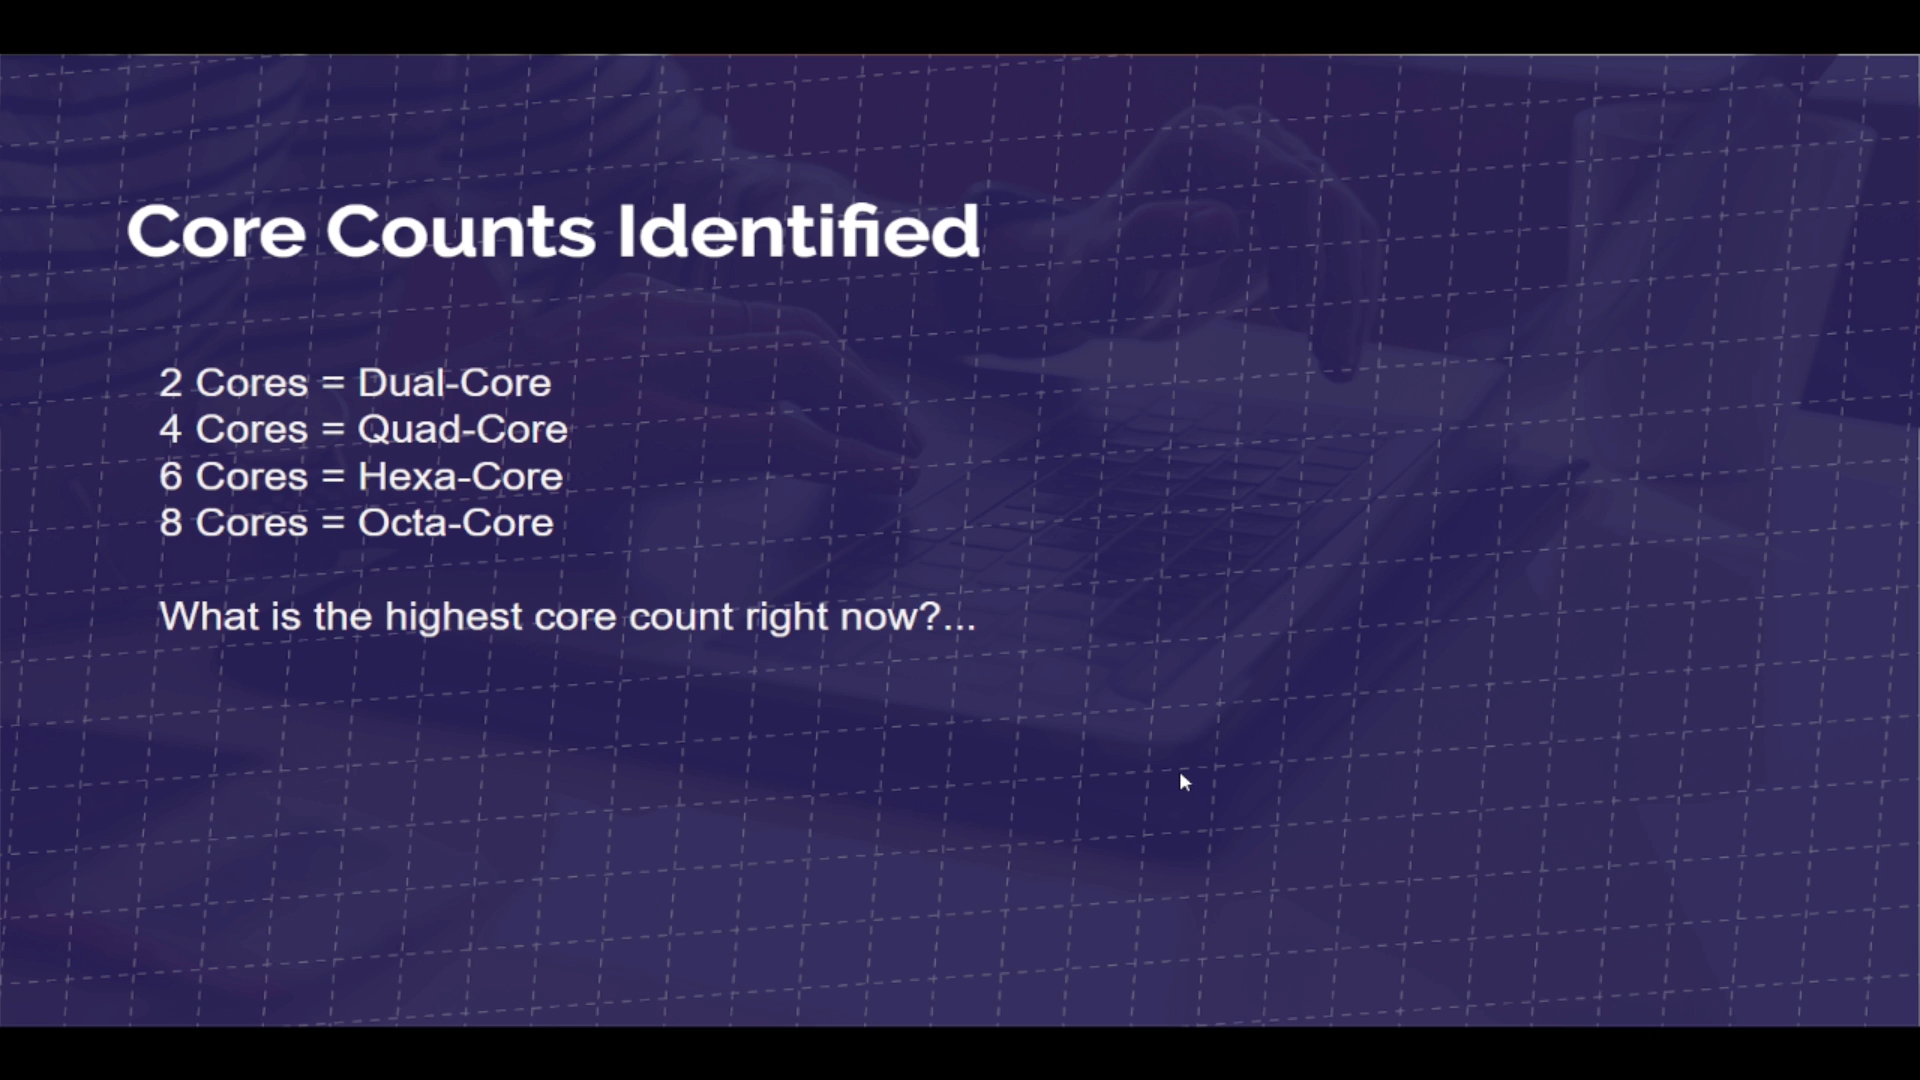 Core Counts Identified
2 Cores = Dual-Core
4 Cores = Quad-Core
6 Cores = Hexa-Core
8 Cores = Octa-Core
What is the highest core count right now?...